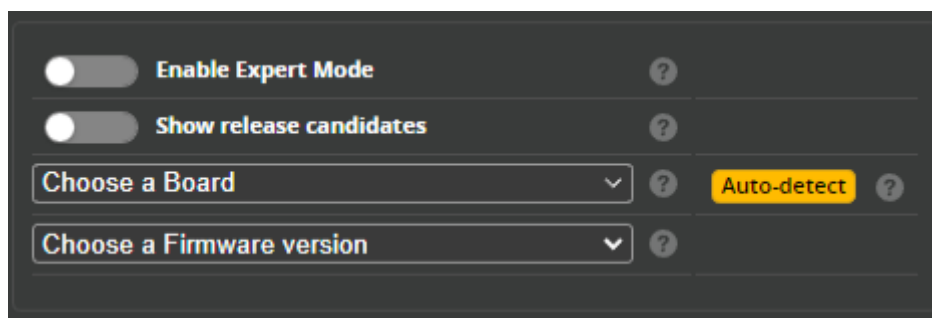 Enable Expert Mode
Show release candidates
Choose a Board
Auto-detect
Choose a Firmware version